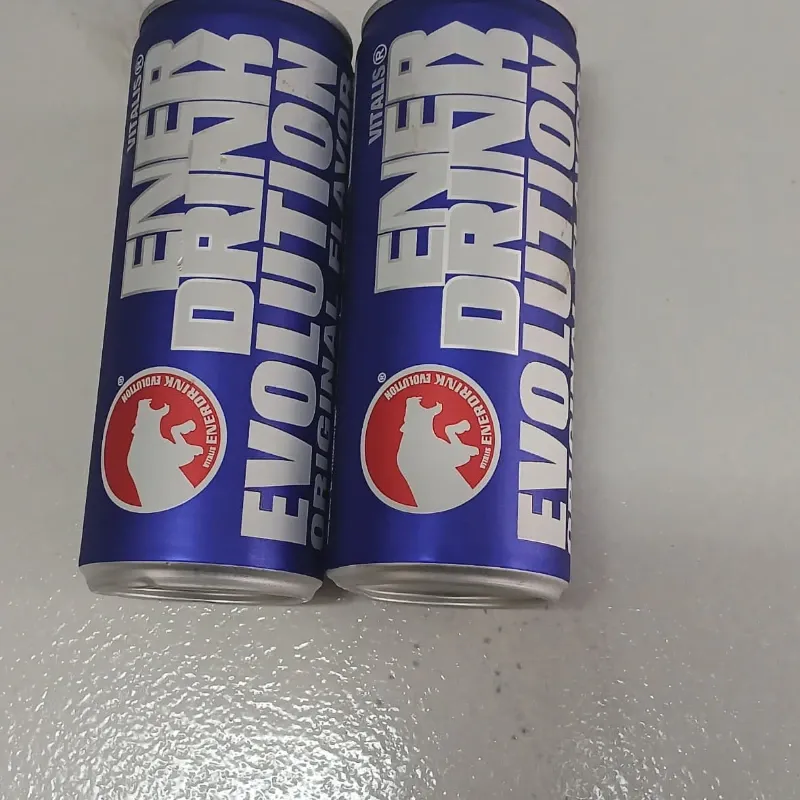 VITALIS®
ENER
DRINK
EVOLUTION
ORIGINAL FLAVOR
VITALIS ENERDRINK EVOLUTION
®
VITALIS®
ENER
DRINK
EVOLUTION
VITALIS ENERDRINK EVOLUTION
®